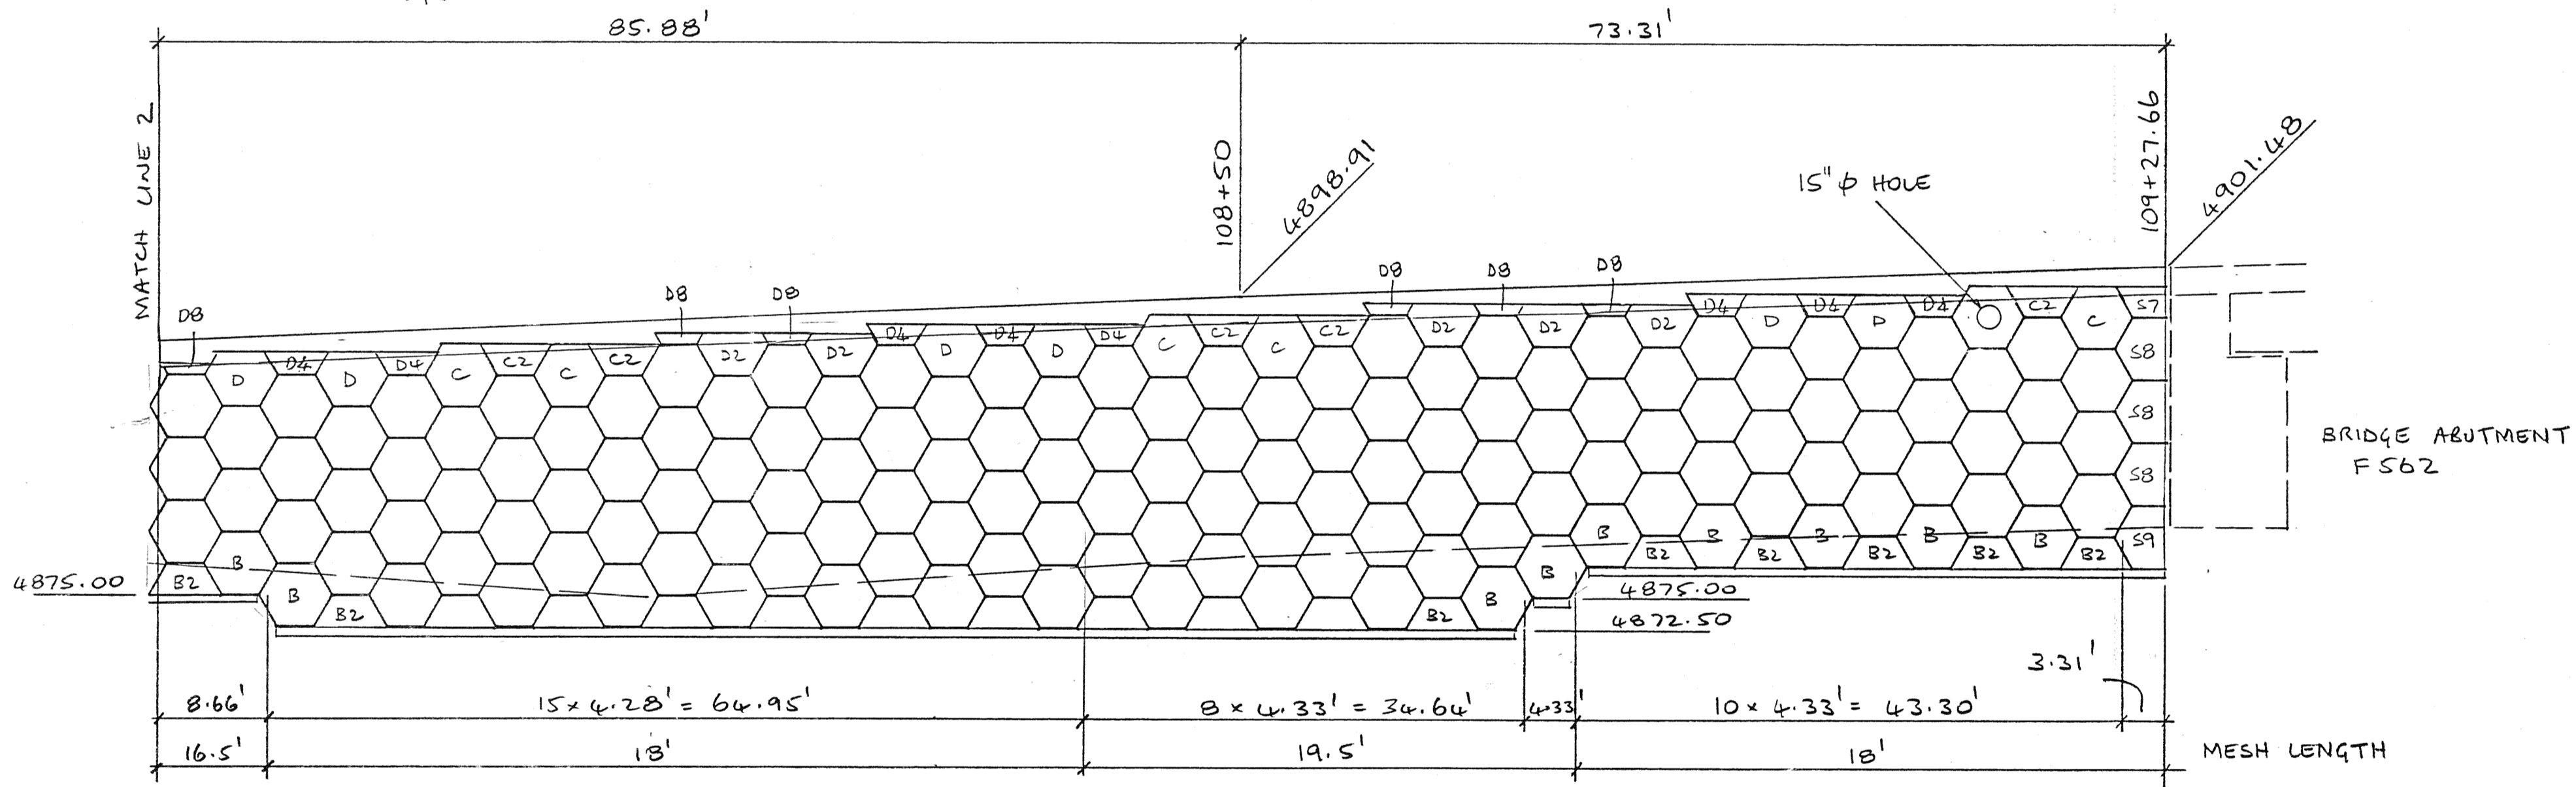 85.88'
73.31'
MATCH LINE 2
108+50
4898.91
15" φ HOLE
109+27.66
4901.48
D8
D8 D8
D8 D8 D8
D D4 D D4 C C2 C C2 D2 D2 D4 D D4 D D4 C C2 C C2 D2 D2 D2 D4 D D4 D D4 C2 C S7
S8
S8
S8
BRIDGE ABUTMENT
F562
B2 B B B2 B2 B B B B2 B B2 B B2 B B2 B B2 S9
4875.00
4875.00
4872.50
3.31'
8.66' 15×4.28' = 64.95' 8 × 4.33' = 34.64' 4.33' 10 × 4.33' = 43.30'
16.5' 18' 19.5' 18' MESH LENGTH